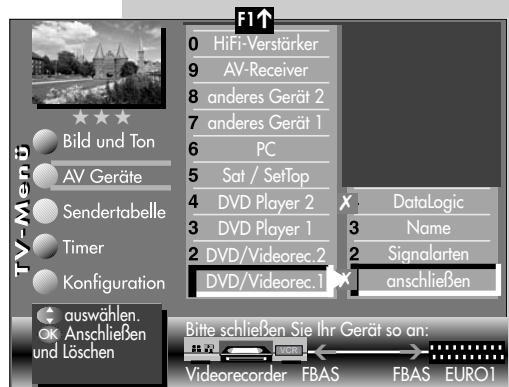 F1↑
0 HiFi-Verstärker
9 AV-Receiver
8 anderes Gerät 2
7 anderes Gerät 1
6 PC
5 Sat / SetTop
4 DVD Player 2
3 DVD Player 1
2 DVD/Videorec.2
DVD/Videorec.1
TV-Menü
Bild und Ton
AV Geräte
Sendertabelle
Timer
Konfiguration
✗ DataLogic
3 Name
2 Signalarten
✗ anschließen
auswählen.
OK Anschließen
und Löschen
Bitte schließen Sie Ihr Gerät so an:
VCR
Videorecorder FBAS FBAS EURO1